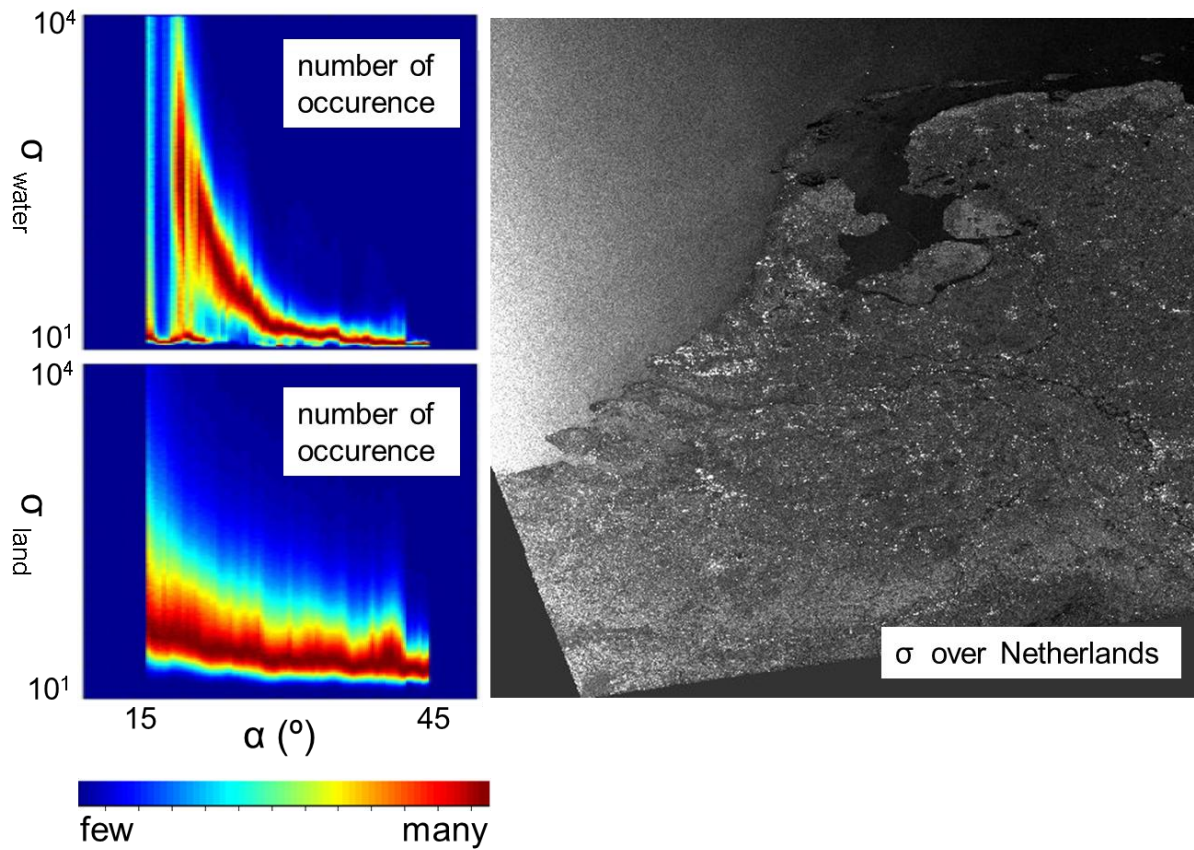 10⁴
number of
occurence
σ water
10¹
10⁴
number of
occurence
σ land
10¹
15
45
α (º)
few
many
σ over Netherlands